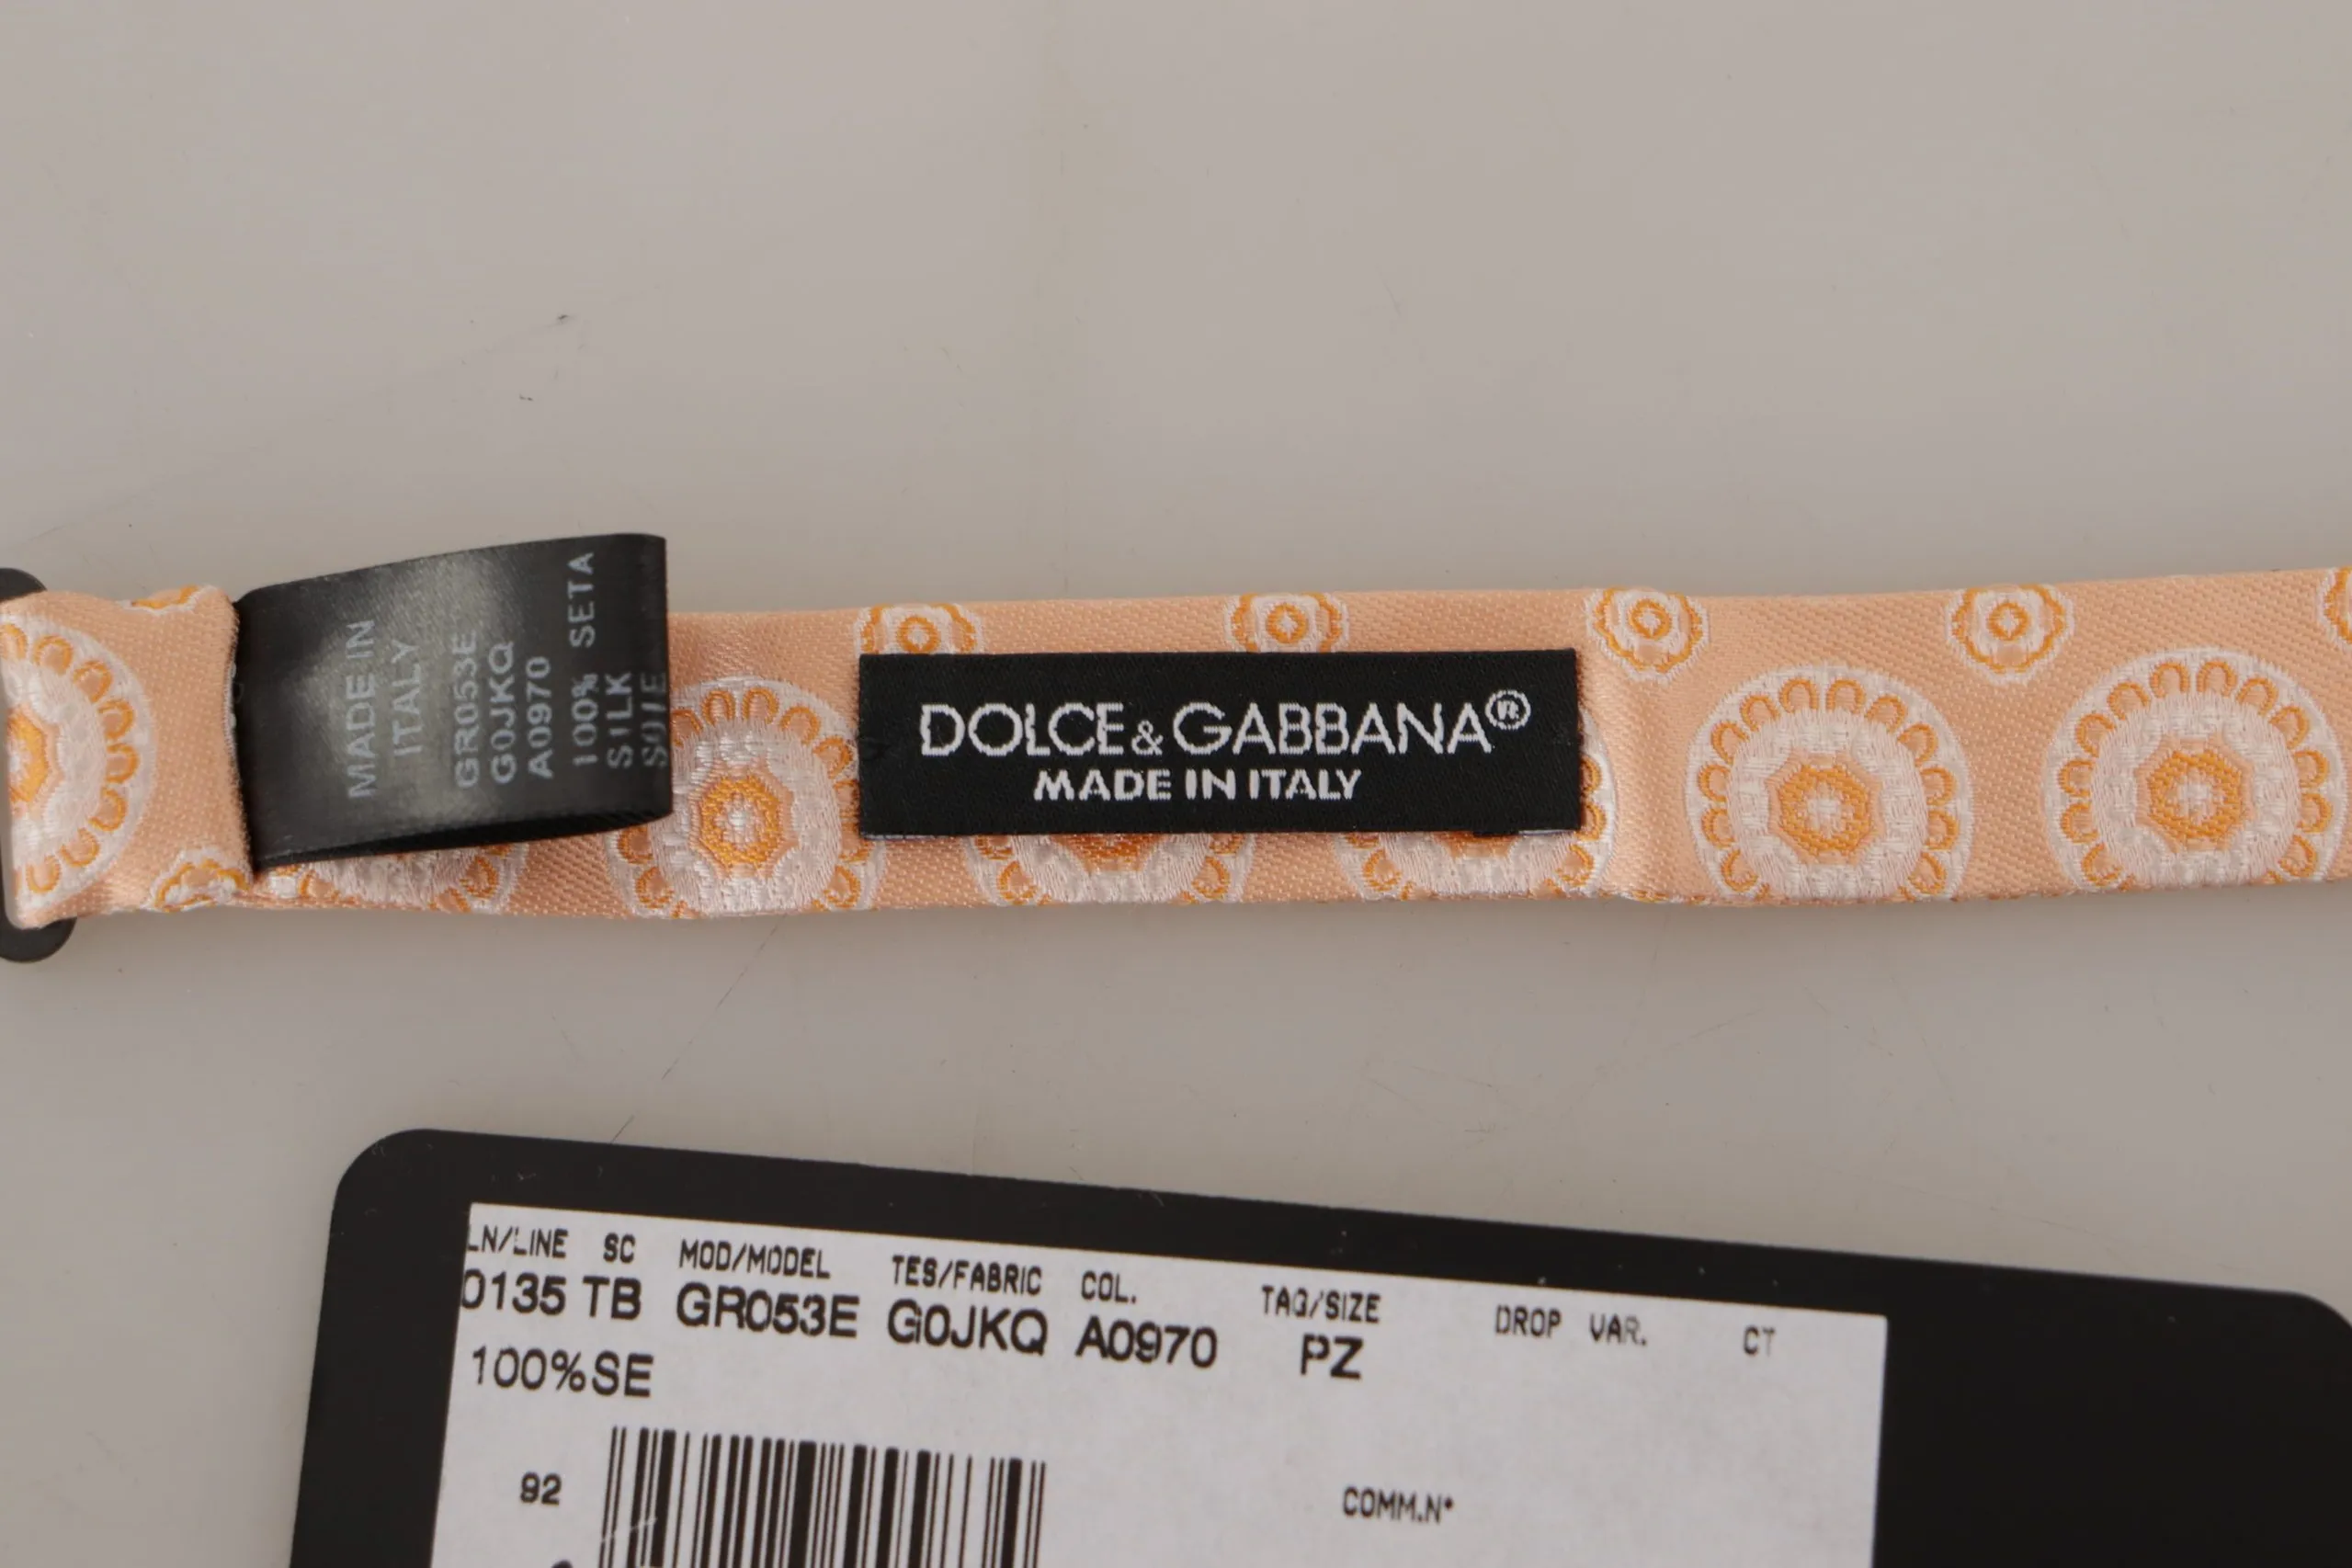 MADE IN
ITALY
GR053E
G0JKQ
A0970
100% SETA
SILK
SOIE
DOLCE&GABBANA®
MADE IN ITALY
LN/LINE SC MOD/MODEL TES/FABRIC COL. TAG/SIZE DROP VAR. CT
0135 TB GR053E G0JKQ A0970 PZ
100%SE
92
COMM.N°